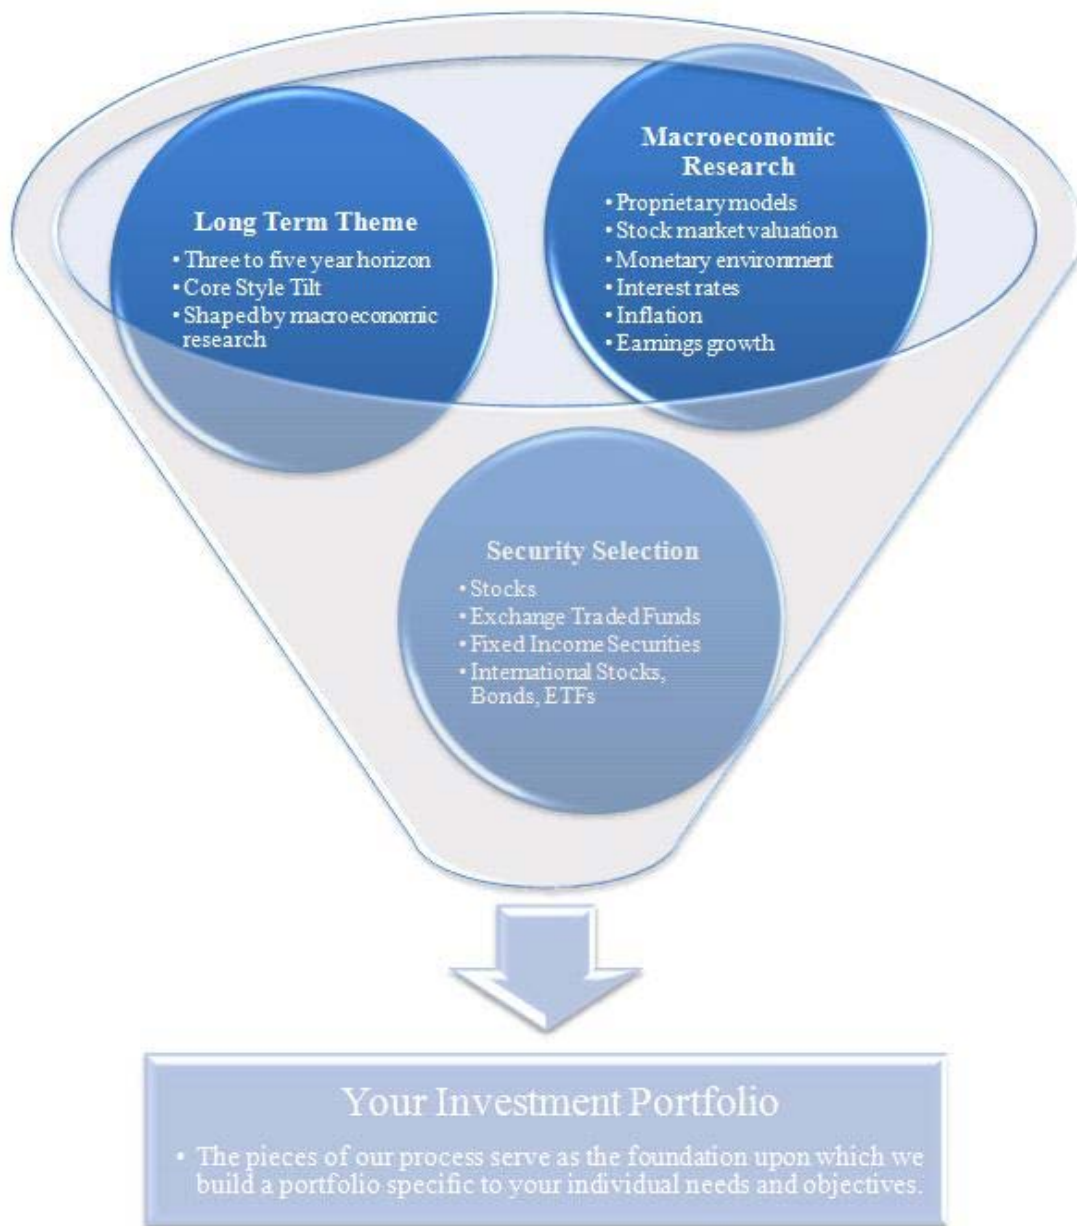 Long Term Theme
• Three to five year horizon
• Core Style Tilt
• Shaped by macroeconomic
research
Macroeconomic
Research
• Proprietary models
• Stock market valuation
• Monetary environment
• Interest rates
• Inflation
• Earnings growth
Security Selection
• Stocks
• Exchange Traded Funds
• Fixed Income Securities
• International Stocks,
Bonds, ETFs
Your Investment Portfolio
• The pieces of our process serve as the foundation upon which we
build a portfolio specific to your individual needs and objectives.